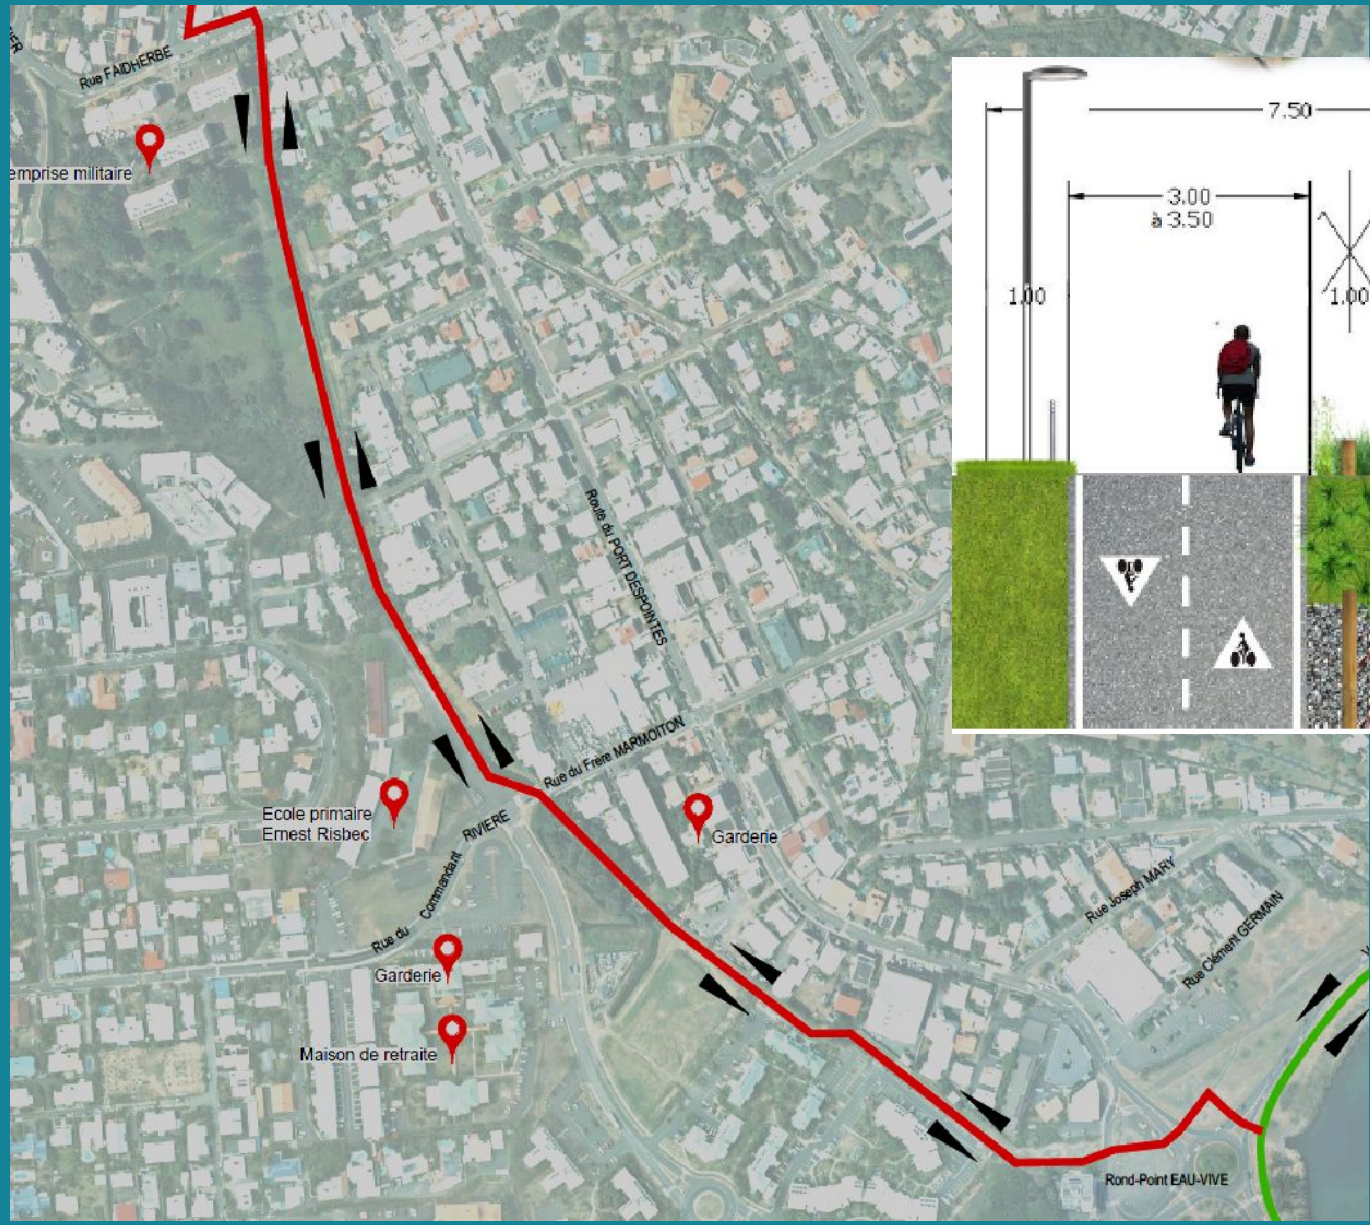 Rue FAIDHERBE
emprise militaire
7.50
3.00
à 3.50
1.00
1.00
Route du PORT DESPOINTES
Rue du Frère MARMOITON
Ecole primaire
Ernest Risbec
Rue du Commandant RIVIERE
Garderie
Garderie
Maison de retraite
Rue Joseph MARY
Rue Clément GERMAIN
Rond-Point EAU-VIVE